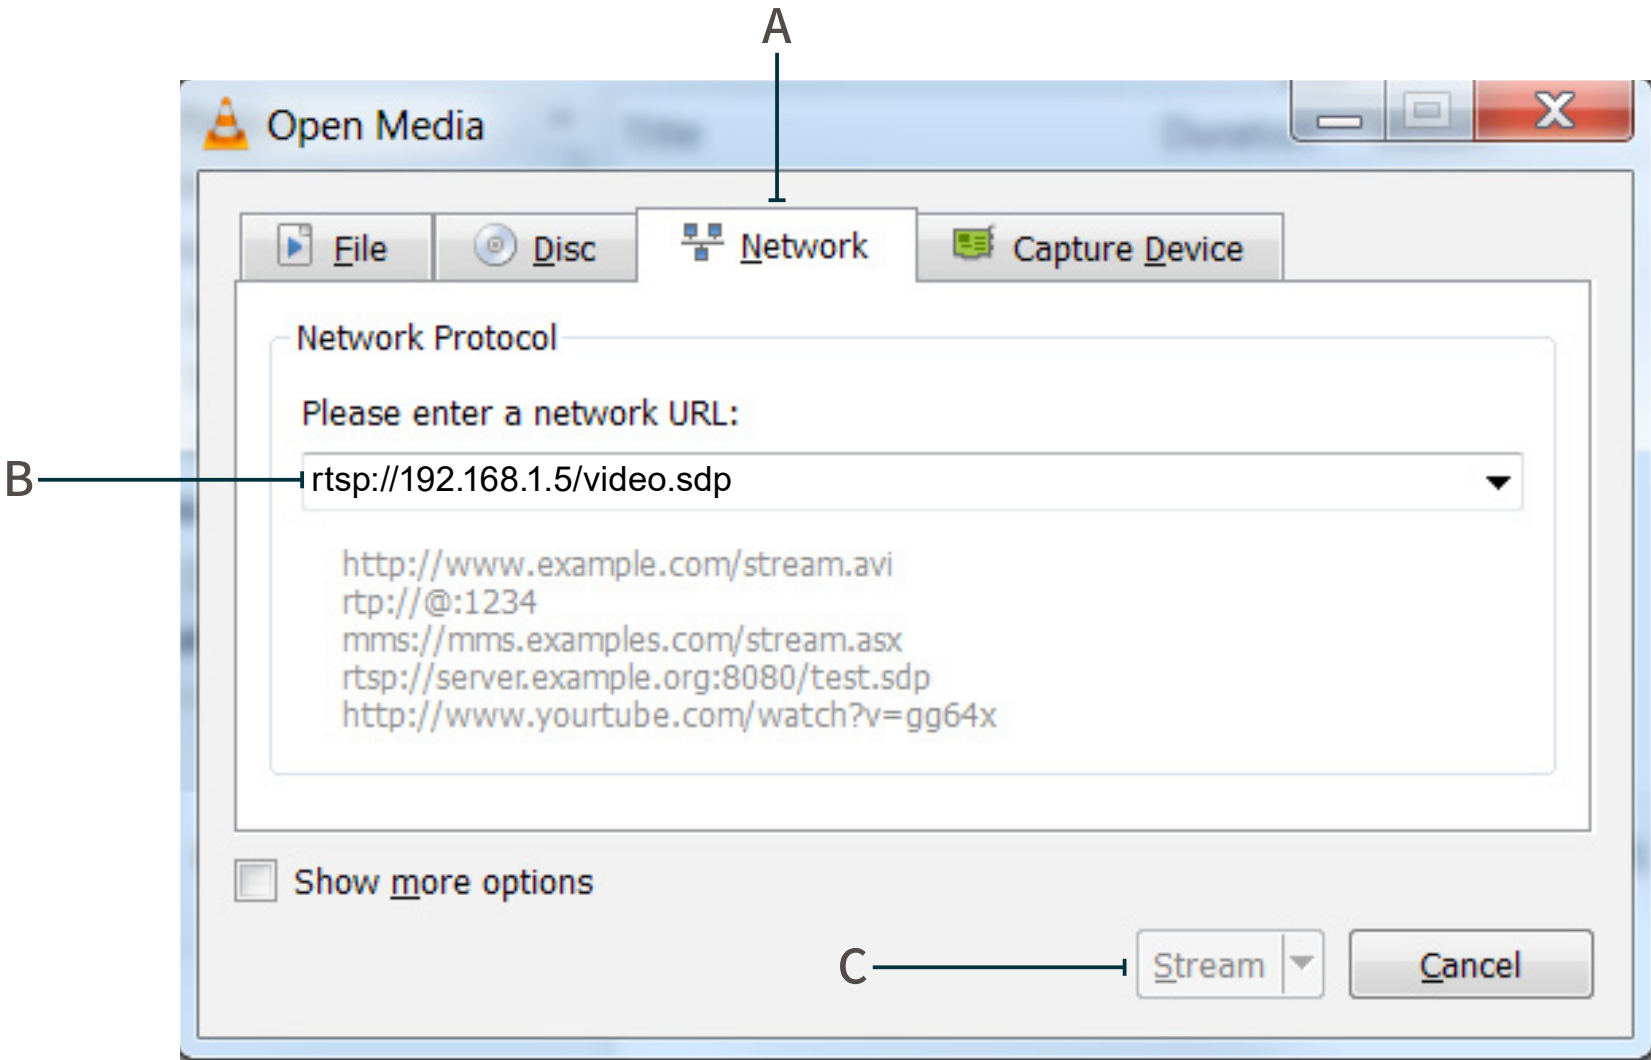 A
Open Media
Title Duration
File Disc Network Capture Device
Network Protocol
Please enter a network URL:
B
rtsp://192.168.1.5/video.sdp
http://www.example.com/stream.avi
rtp://@:1234
mms://mms.examples.com/stream.asx
rtsp://server.example.org:8080/test.sdp
http://www.yourtube.com/watch?v=gg64x
Show more options
C
Stream Cancel